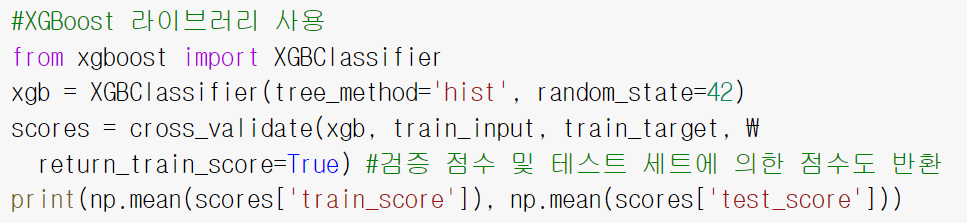 #XGBoost 라이브러리 사용
from xgboost import XGBClassifier
xgb = XGBClassifier(tree_method='hist', random_state=42)
scores = cross_validate(xgb, train_input, train_target, ₩
  return_train_score=True) #검증 점수 및 테스트 세트에 의한 점수도 반환
print(np.mean(scores['train_score']), np.mean(scores['test_score']))